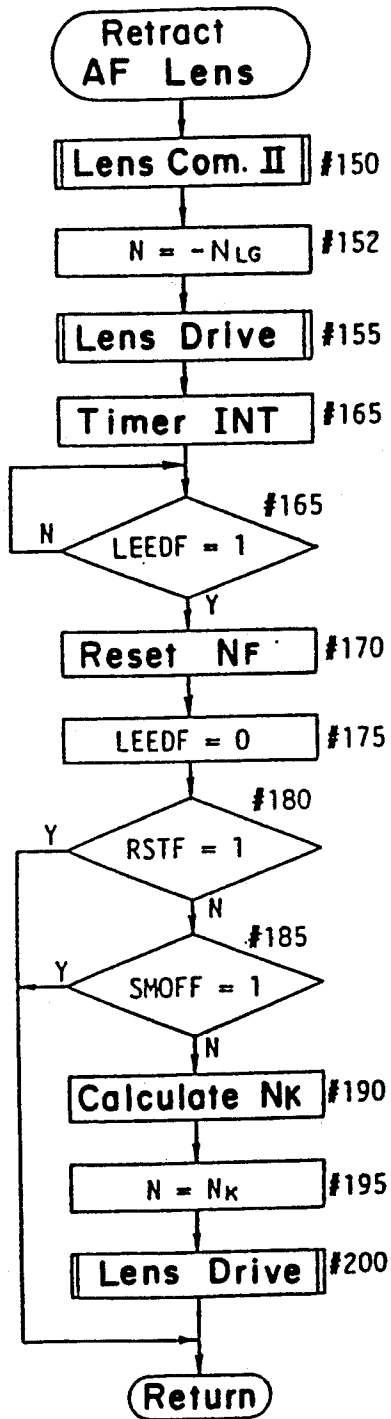 Retract
AF Lens
Lens Com. II #150
N = -NLG #152
Lens Drive #155
Timer INT #165
#165
N LEEDF = 1
Y
Reset NF #170
LEEDF = 0 #175
#180
Y RSTF = 1
N
#185
Y SMOFF = 1
N
Calculate NK #190
N = NK #195
Lens Drive #200
Return